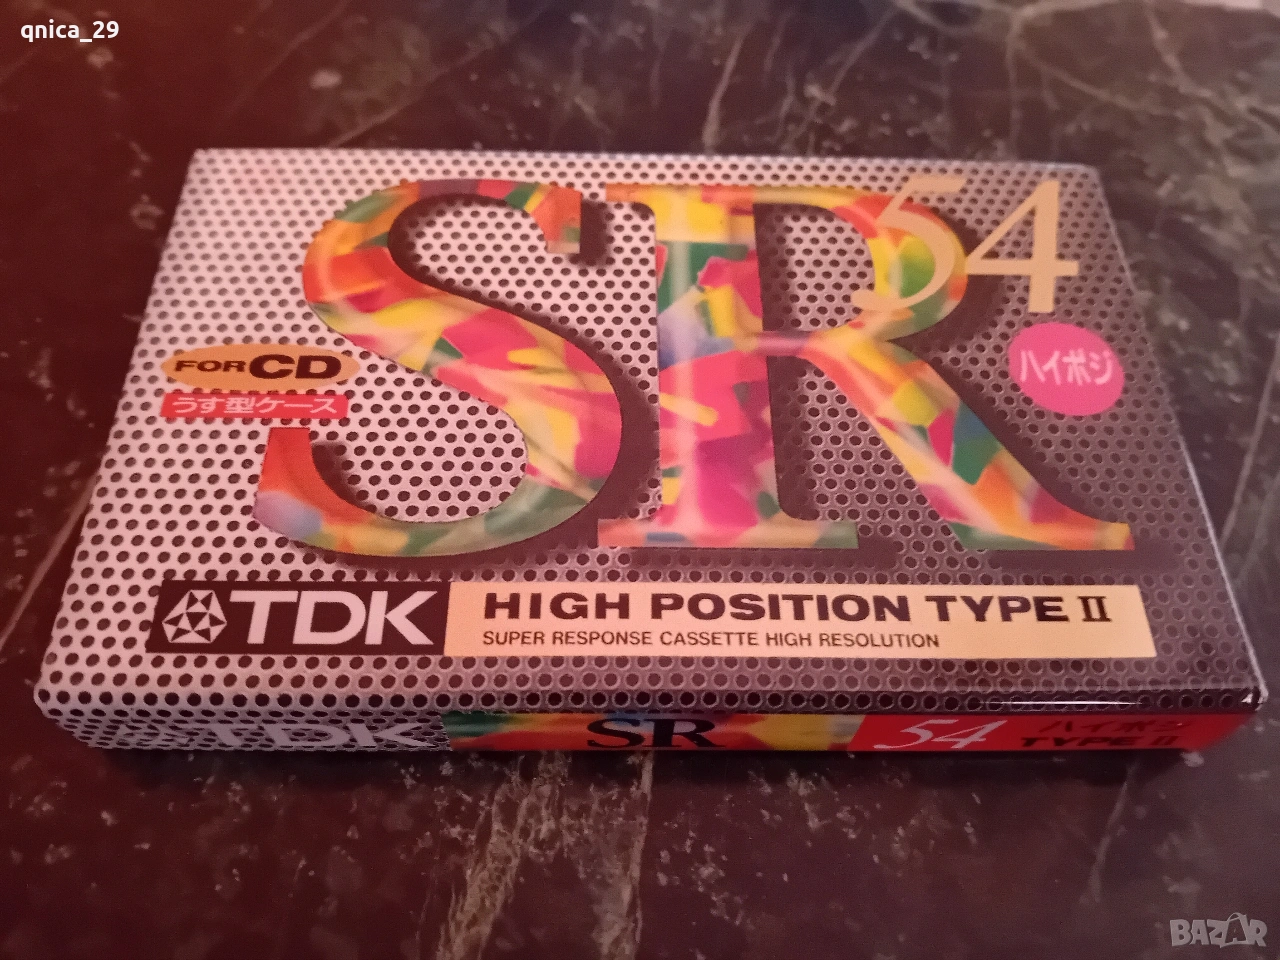 qnica_29
SR
54
FOR CD
うす型ケース
ハイポジ
TDK
HIGH POSITION TYPE II
SUPER RESPONSE CASSETTE HIGH RESOLUTION
TDK SR 54 ハイポジ
TYPE II
BAZAR